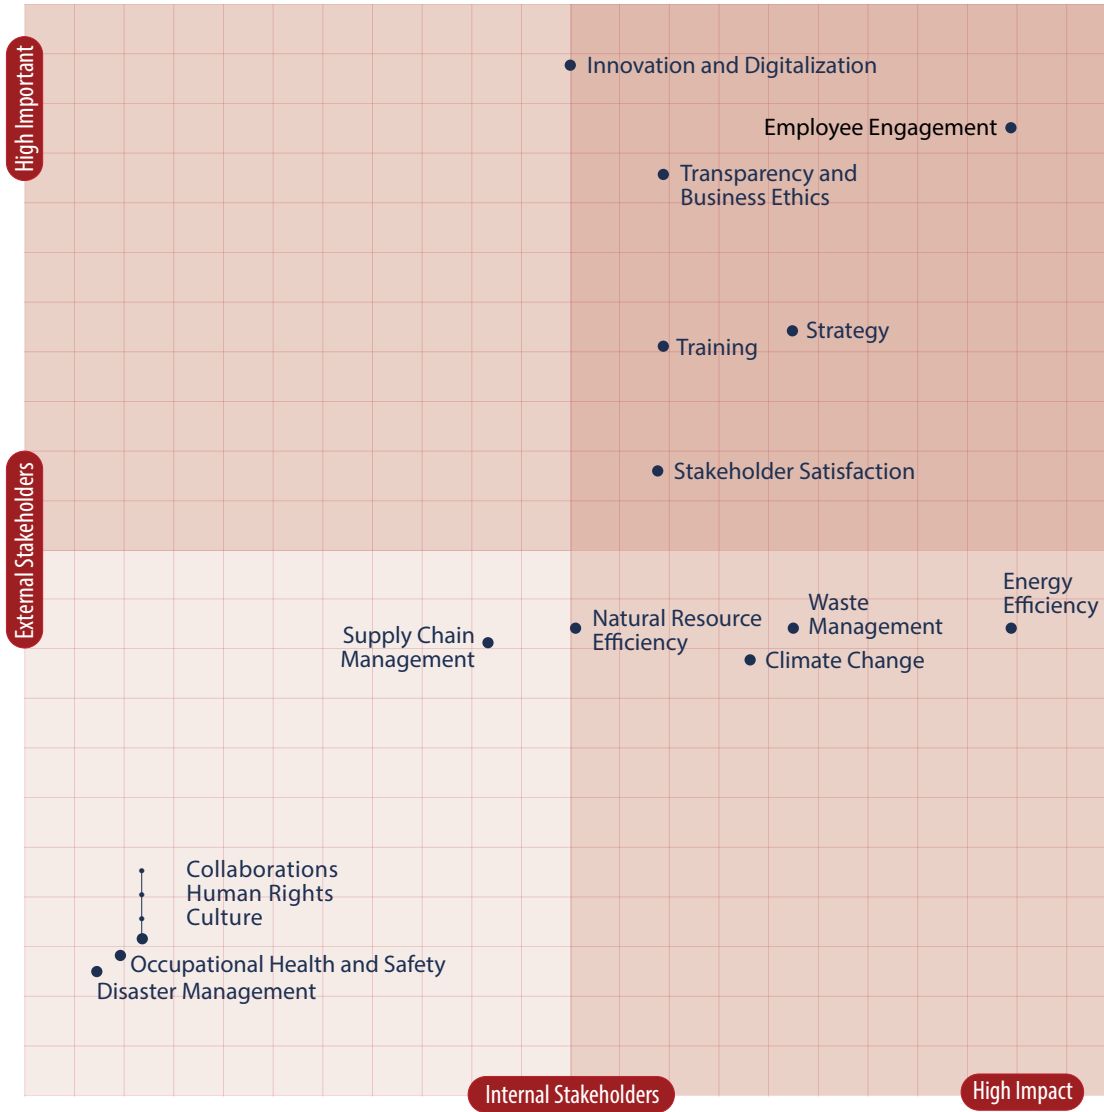 High Important
Innovation and Digitalization
Employee Engagement
Transparency and
Business Ethics
Strategy
Training
External Stakeholders
Stakeholder Satisfaction
Energy
Efficiency
Waste
Management
Natural Resource
Efficiency
Supply Chain
Management
Climate Change
Collaborations
Human Rights
Culture
Occupational Health and Safety
Disaster Management
Internal Stakeholders
High Impact